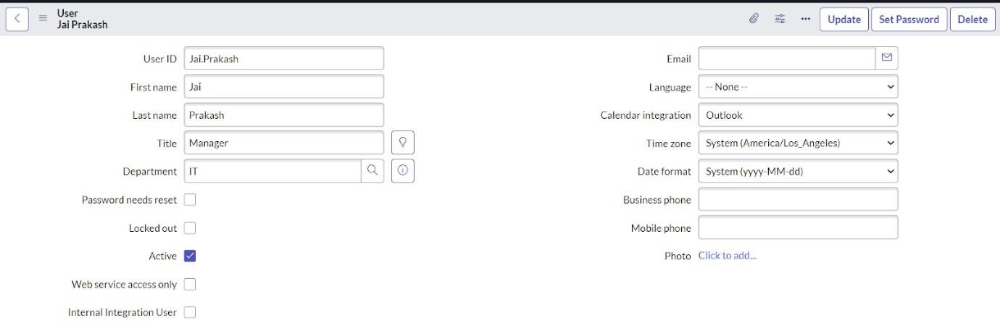 User
Jai Prakash
Update
Set Password
Delete
User ID Jai.Prakash
First name Jai
Last name Prakash
Title Manager
Department IT
Password needs reset
Locked out
Active
Web service access only
Internal Integration User
Email
Language -- None --
Calendar integration Outlook
Time zone System (America/Los_Angeles)
Date format System (yyyy-MM-dd)
Business phone
Mobile phone
Photo Click to add...